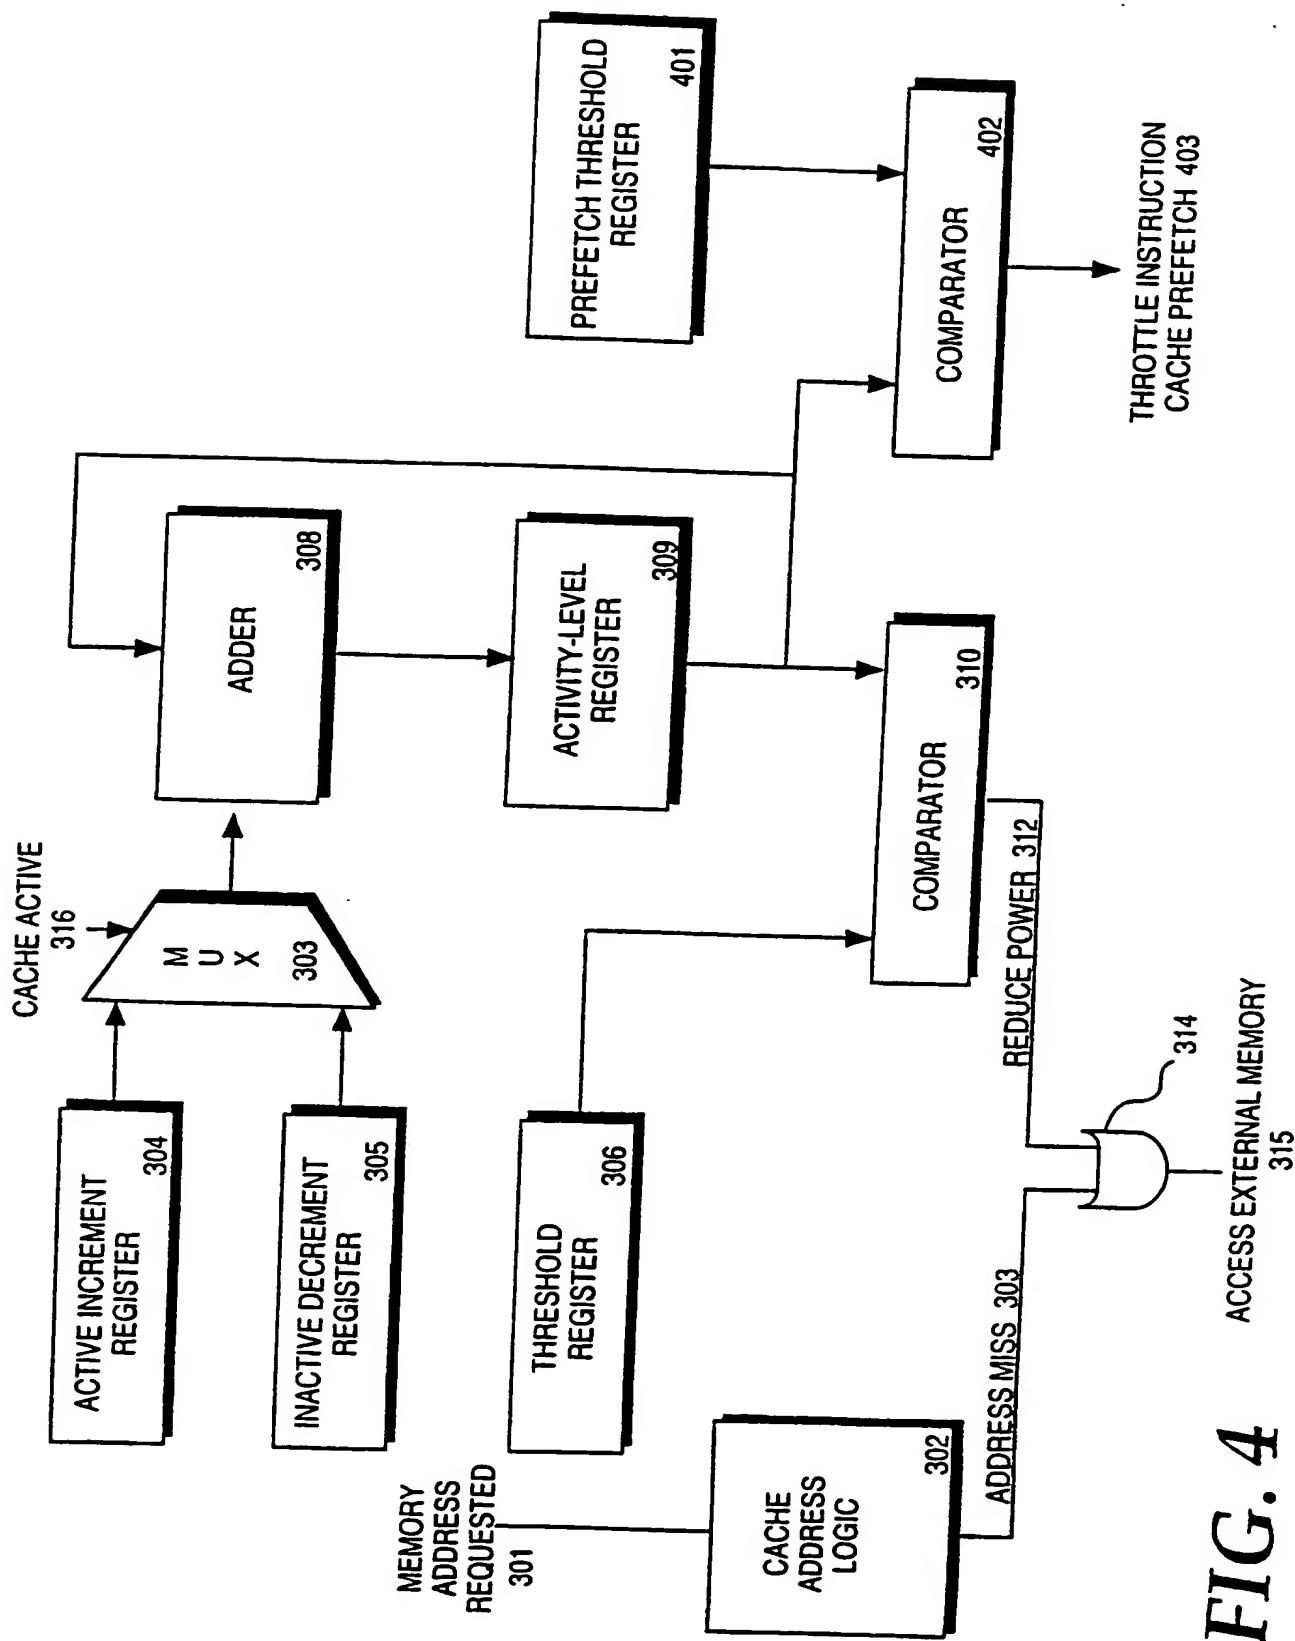 CACHE ACTIVE
316
ACTIVE INCREMENT
REGISTER
304
M
U
X
303
ADDER
308
INACTIVE DECREMENT
REGISTER
305
THRESHOLD
REGISTER
306
ACTIVITY-LEVEL
REGISTER
309
PREFETCH THRESHOLD
REGISTER
401
MEMORY
ADDRESS
REQUESTED
301
CACHE
ADDRESS
LOGIC
302
COMPARATOR
310
COMPARATOR
402
ADDRESS MISS 303
REDUCE POWER 312
314
THROTTLE INSTRUCTION
CACHE PREFETCH 403
ACCESS EXTERNAL MEMORY
315
FIG. 4